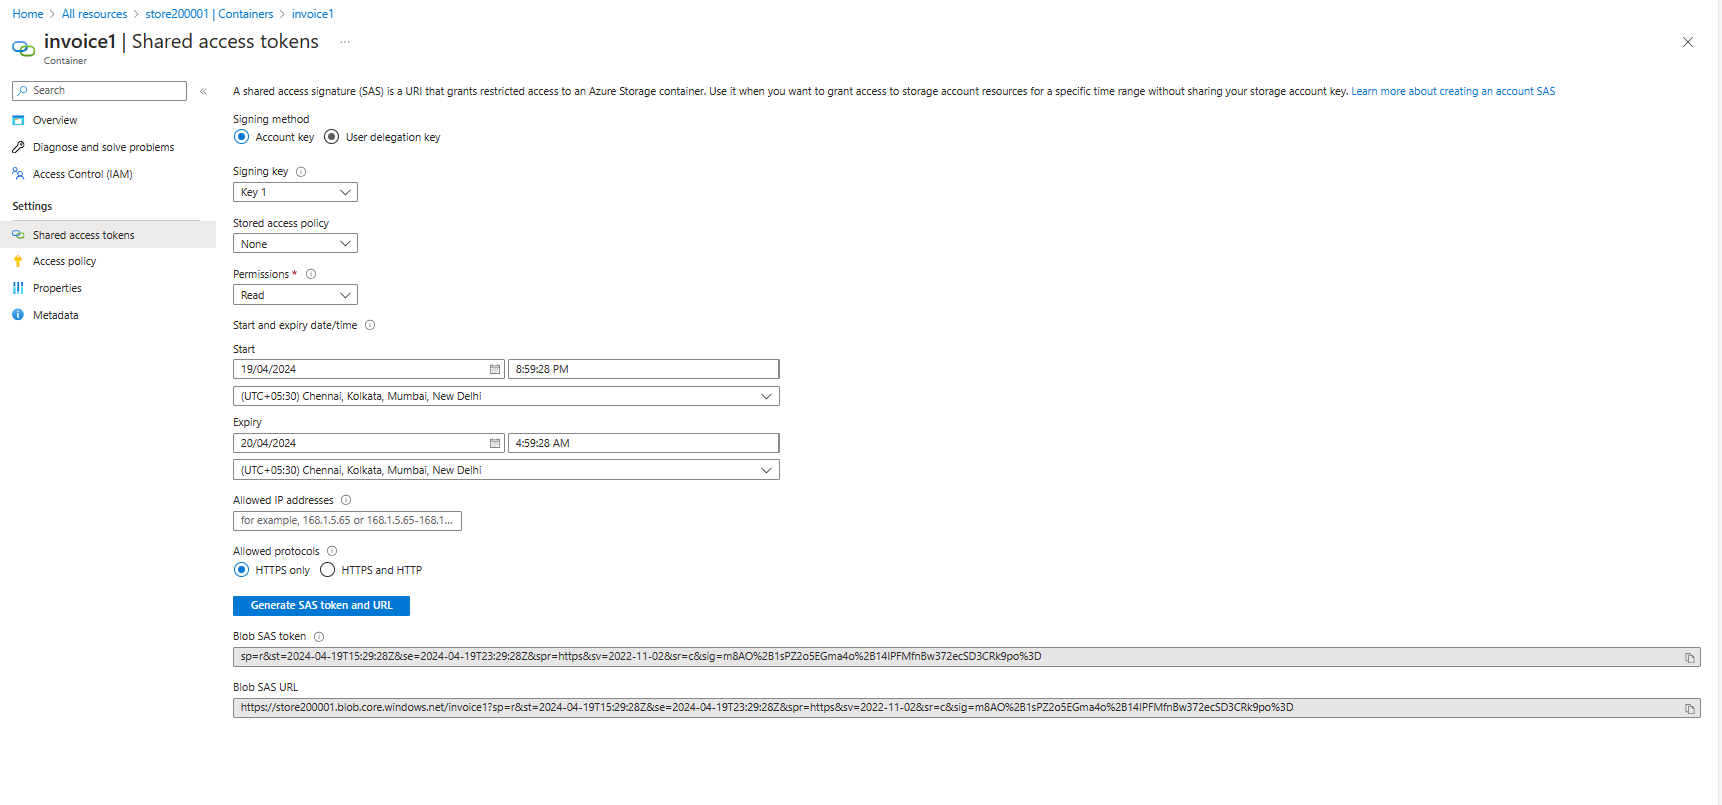 Home > All resources > store200001 | Containers > invoice1
invoice1 | Shared access tokens ...
Container
Search «
Overview
Diagnose and solve problems
Access Control (IAM)
Settings
Shared access tokens
Access policy
Properties
Metadata
A shared access signature (SAS) is a URI that grants restricted access to an Azure Storage container. Use it when you want to grant access to storage account resources for a specific time range without sharing your storage account key. Learn more about creating an account SAS
Signing method
Account key User delegation key
Signing key
Key 1
Stored access policy
None
Permissions *
Read
Start and expiry date/time
Start
19/04/2024 8:59:28 PM
(UTC+05:30) Chennai, Kolkata, Mumbai, New Delhi
Expiry
20/04/2024 4:59:28 AM
(UTC+05:30) Chennai, Kolkata, Mumbai, New Delhi
Allowed IP addresses
for example, 168.1.5.65 or 168.1.5.65-168.1...
Allowed protocols
HTTPS only HTTPS and HTTP
Generate SAS token and URL
Blob SAS token
sp=r&st=2024-04-19T15:29:28Z&se=2024-04-19T23:29:28Z&spr=https&sv=2022-11-02&sr=c&sig=m8AO%2B1sPZ2o5EGma4o%2B14lPFMfnBw372ecSD3CRk9po%3D
Blob SAS URL
https://store200001.blob.core.windows.net/invoice1?sp=r&st=2024-04-19T15:29:28Z&se=2024-04-19T23:29:28Z&spr=https&sv=2022-11-02&sr=c&sig=m8AO%2B1sPZ2o5EGma4o%2B14lPFMfnBw372ecSD3CRk9po%3D